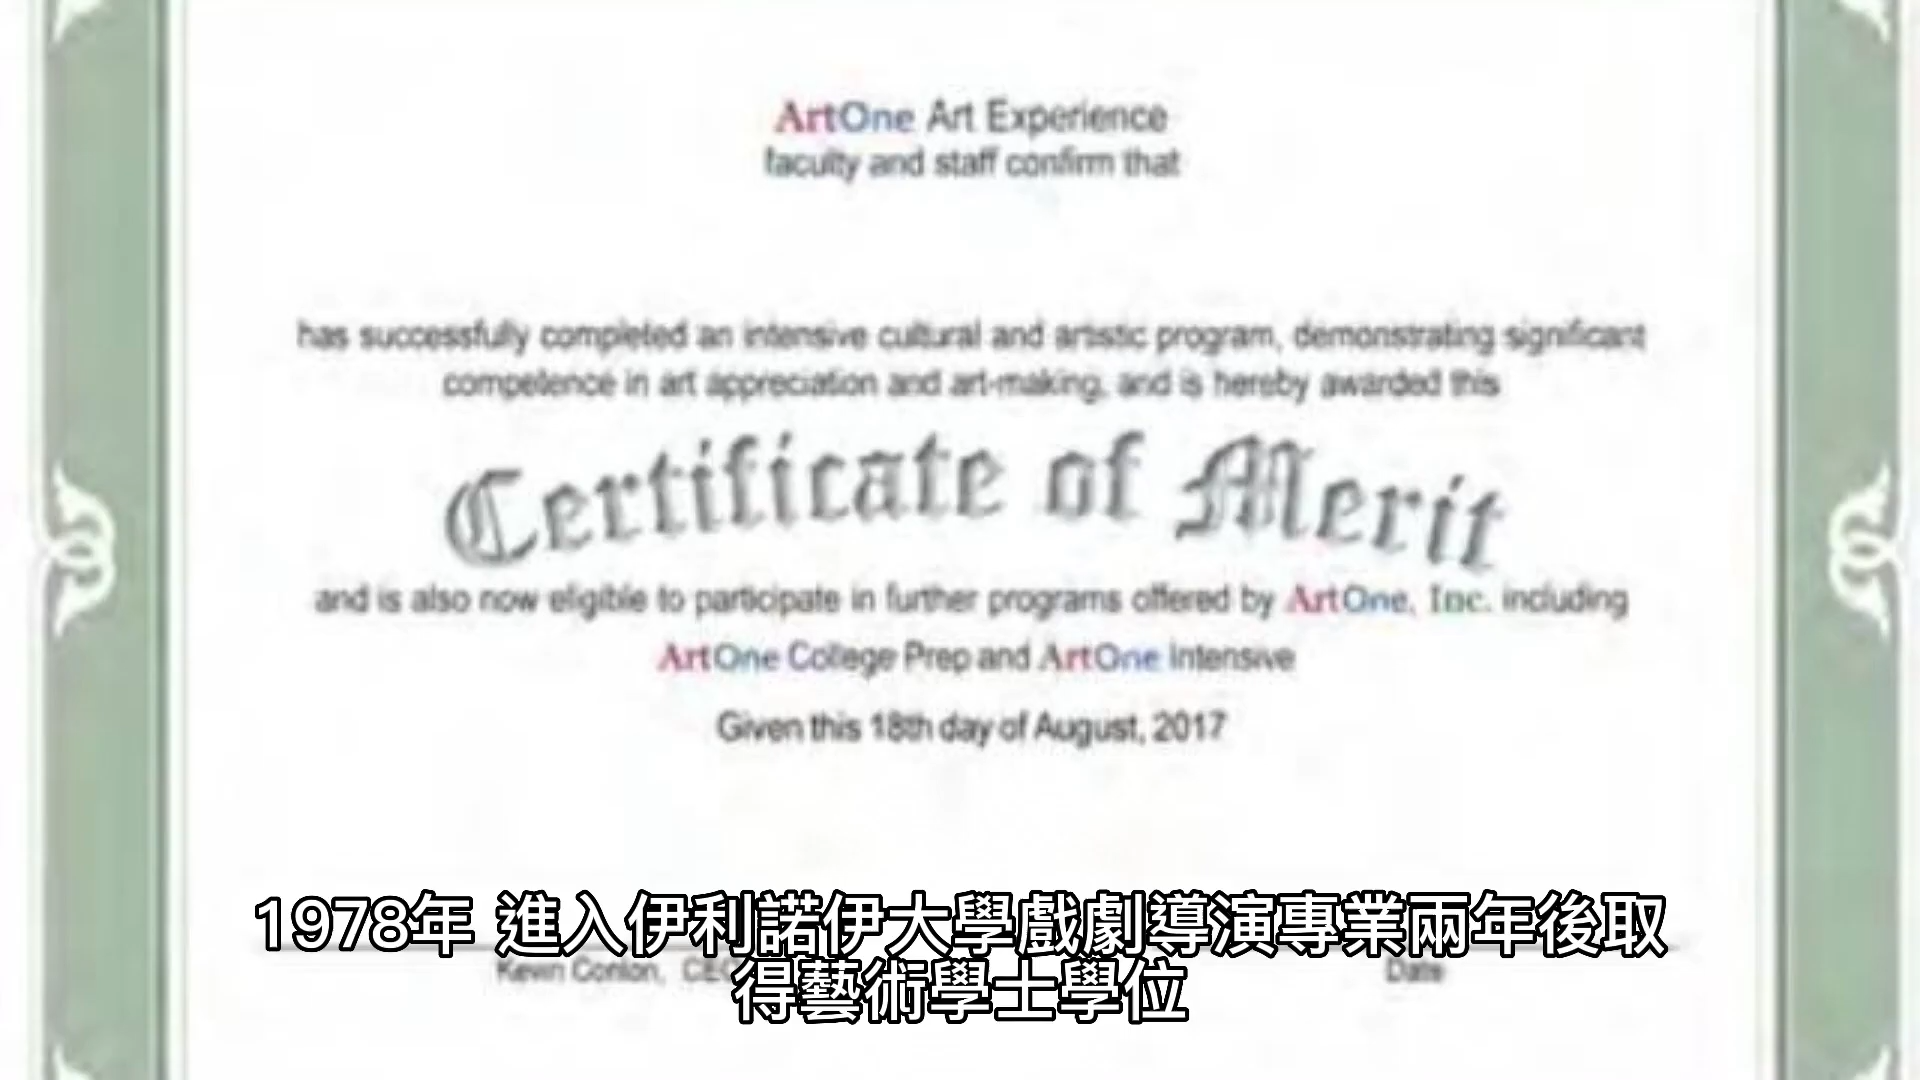 ArtOne Art Experience
faculty and staff confirm that
has successfully completed an intensive cultural and artistic program, demonstrating significant
competence in art appreciation and art-making, and is hereby awarded this
Certificate of Merit
and is also now eligible to participate in further programs offered by ArtOne, Inc. including
ArtOne College Prep and ArtOne Intensive
Given this 18th day of August, 2017
1978年 進入伊利諾伊大學戲劇導演專業兩年後取
Kevin Conlon, CEO Date
得藝術學士學位